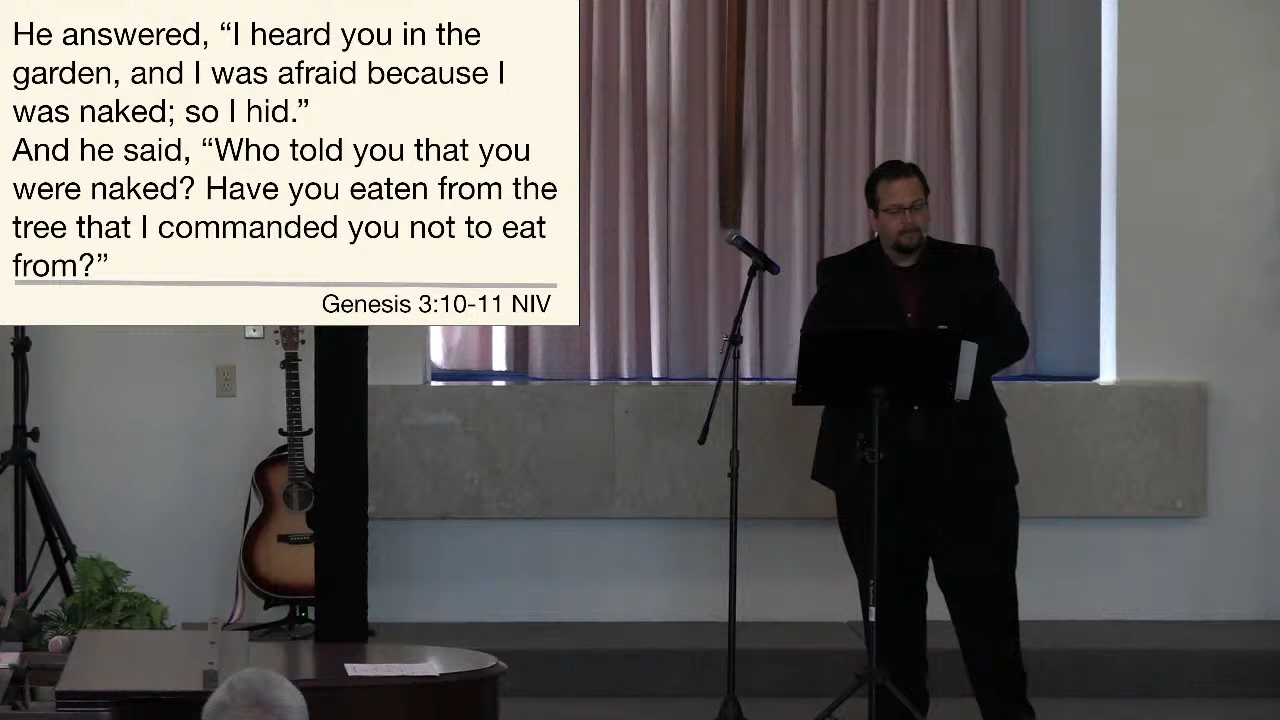 He answered, “I heard you in the
garden, and I was afraid because I
was naked; so I hid.”
And he said, “Who told you that you
were naked? Have you eaten from the
tree that I commanded you not to eat
from?”
Genesis 3:10-11 NIV